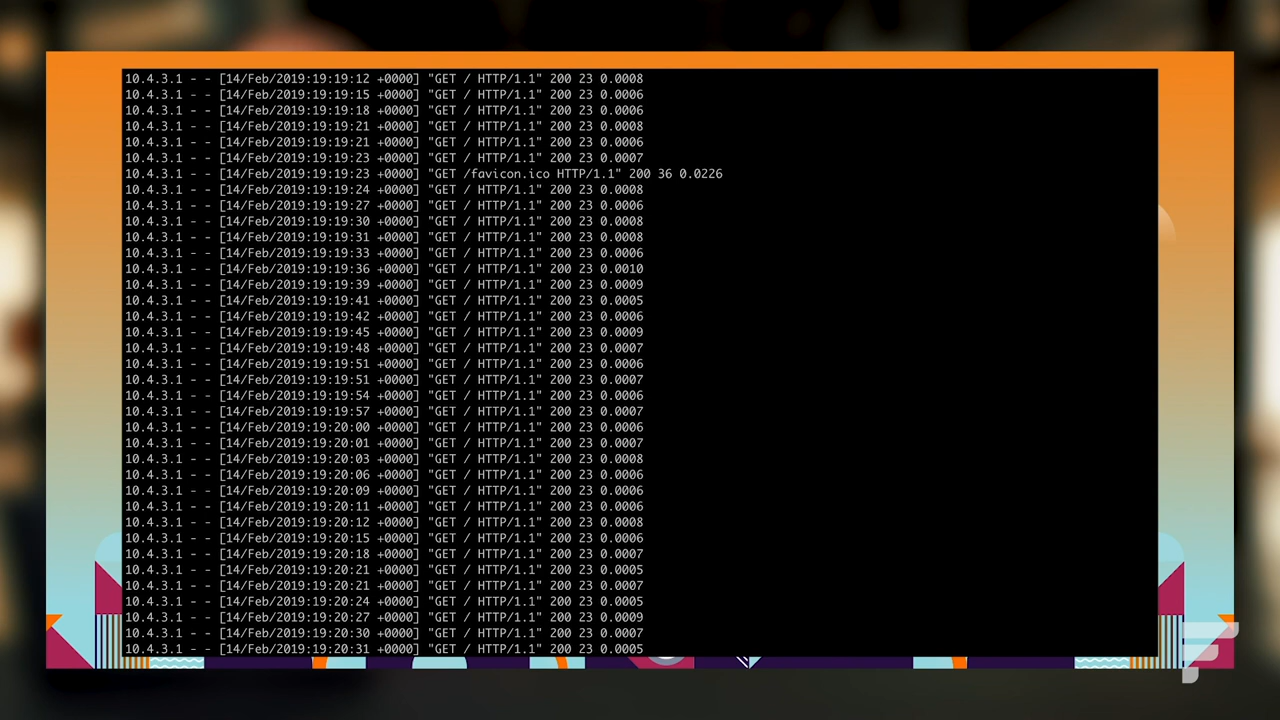 10.4.3.1 - - [14/Feb/2019:19:19:12 +0000] "GET / HTTP/1.1" 200 23 0.0008
10.4.3.1 - - [14/Feb/2019:19:19:15 +0000] "GET / HTTP/1.1" 200 23 0.0006
10.4.3.1 - - [14/Feb/2019:19:19:18 +0000] "GET / HTTP/1.1" 200 23 0.0006
10.4.3.1 - - [14/Feb/2019:19:19:21 +0000] "GET / HTTP/1.1" 200 23 0.0008
10.4.3.1 - - [14/Feb/2019:19:19:21 +0000] "GET / HTTP/1.1" 200 23 0.0006
10.4.3.1 - - [14/Feb/2019:19:19:23 +0000] "GET / HTTP/1.1" 200 23 0.0007
10.4.3.1 - - [14/Feb/2019:19:19:23 +0000] "GET /favicon.ico HTTP/1.1" 200 36 0.0226
10.4.3.1 - - [14/Feb/2019:19:19:24 +0000] "GET / HTTP/1.1" 200 23 0.0008
10.4.3.1 - - [14/Feb/2019:19:19:27 +0000] "GET / HTTP/1.1" 200 23 0.0006
10.4.3.1 - - [14/Feb/2019:19:19:30 +0000] "GET / HTTP/1.1" 200 23 0.0008
10.4.3.1 - - [14/Feb/2019:19:19:31 +0000] "GET / HTTP/1.1" 200 23 0.0008
10.4.3.1 - - [14/Feb/2019:19:19:33 +0000] "GET / HTTP/1.1" 200 23 0.0006
10.4.3.1 - - [14/Feb/2019:19:19:36 +0000] "GET / HTTP/1.1" 200 23 0.0010
10.4.3.1 - - [14/Feb/2019:19:19:39 +0000] "GET / HTTP/1.1" 200 23 0.0009
10.4.3.1 - - [14/Feb/2019:19:19:41 +0000] "GET / HTTP/1.1" 200 23 0.0005
10.4.3.1 - - [14/Feb/2019:19:19:42 +0000] "GET / HTTP/1.1" 200 23 0.0006
10.4.3.1 - - [14/Feb/2019:19:19:45 +0000] "GET / HTTP/1.1" 200 23 0.0009
10.4.3.1 - - [14/Feb/2019:19:19:48 +0000] "GET / HTTP/1.1" 200 23 0.0007
10.4.3.1 - - [14/Feb/2019:19:19:51 +0000] "GET / HTTP/1.1" 200 23 0.0006
10.4.3.1 - - [14/Feb/2019:19:19:51 +0000] "GET / HTTP/1.1" 200 23 0.0007
10.4.3.1 - - [14/Feb/2019:19:19:54 +0000] "GET / HTTP/1.1" 200 23 0.0006
10.4.3.1 - - [14/Feb/2019:19:19:57 +0000] "GET / HTTP/1.1" 200 23 0.0007
10.4.3.1 - - [14/Feb/2019:19:20:00 +0000] "GET / HTTP/1.1" 200 23 0.0006
10.4.3.1 - - [14/Feb/2019:19:20:01 +0000] "GET / HTTP/1.1" 200 23 0.0007
10.4.3.1 - - [14/Feb/2019:19:20:03 +0000] "GET / HTTP/1.1" 200 23 0.0008
10.4.3.1 - - [14/Feb/2019:19:20:06 +0000] "GET / HTTP/1.1" 200 23 0.0006
10.4.3.1 - - [14/Feb/2019:19:20:09 +0000] "GET / HTTP/1.1" 200 23 0.0006
10.4.3.1 - - [14/Feb/2019:19:20:11 +0000] "GET / HTTP/1.1" 200 23 0.0006
10.4.3.1 - - [14/Feb/2019:19:20:12 +0000] "GET / HTTP/1.1" 200 23 0.0008
10.4.3.1 - - [14/Feb/2019:19:20:15 +0000] "GET / HTTP/1.1" 200 23 0.0006
10.4.3.1 - - [14/Feb/2019:19:20:18 +0000] "GET / HTTP/1.1" 200 23 0.0007
10.4.3.1 - - [14/Feb/2019:19:20:21 +0000] "GET / HTTP/1.1" 200 23 0.0005
10.4.3.1 - - [14/Feb/2019:19:20:21 +0000] "GET / HTTP/1.1" 200 23 0.0007
10.4.3.1 - - [14/Feb/2019:19:20:24 +0000] "GET / HTTP/1.1" 200 23 0.0005
10.4.3.1 - - [14/Feb/2019:19:20:27 +0000] "GET / HTTP/1.1" 200 23 0.0009
10.4.3.1 - - [14/Feb/2019:19:20:30 +0000] "GET / HTTP/1.1" 200 23 0.0007
10.4.3.1 - - [14/Feb/2019:19:20:31 +0000] "GET / HTTP/1.1" 200 23 0.0005